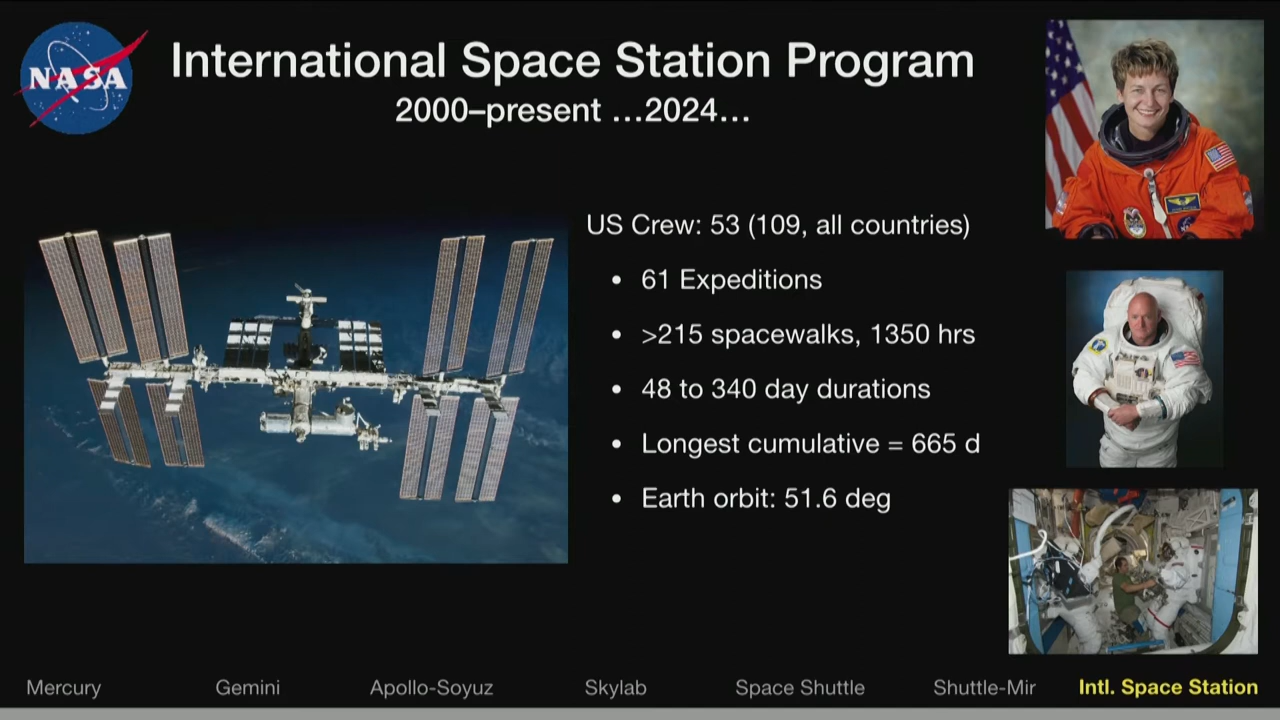 NASA
International Space Station Program
2000–present ...2024...
US Crew: 53 (109, all countries)
• 61 Expeditions
• >215 spacewalks, 1350 hrs
• 48 to 340 day durations
• Longest cumulative = 665 d
• Earth orbit: 51.6 deg
Mercury Gemini Apollo-Soyuz Skylab Space Shuttle Shuttle-Mir Intl. Space Station